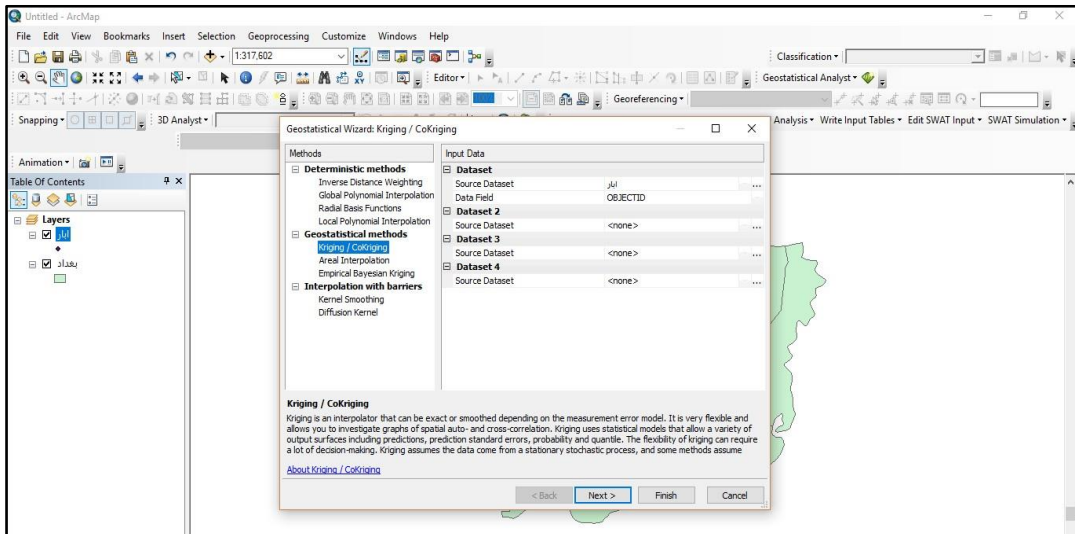 Untitled - ArcMap
File Edit View Bookmarks Insert Selection Geoprocessing Customize Windows Help
1:317,602
Classification
Editor
Geostatistical Analyst
Georeferencing
Snapping
3D Analyst
Analysis Write Input Tables Edit SWAT Input SWAT Simulation
Animation
Table Of Contents
Layers
ابار
بغداد
Geostatistical Wizard: Kriging / CoKriging
Methods
Deterministic methods
Inverse Distance Weighting
Global Polynomial Interpolation
Radial Basis Functions
Local Polynomial Interpolation
Geostatistical methods
Kriging / CoKriging
Areal Interpolation
Empirical Bayesian Kriging
Interpolation with barriers
Kernel Smoothing
Diffusion Kernel
Input Data
Dataset
Source Dataset ابار ...
Data Field OBJECTID
Dataset 2
Source Dataset <none> ...
Dataset 3
Source Dataset <none> ...
Dataset 4
Source Dataset <none> ...
Kriging / CoKriging
Kriging is an interpolator that can be exact or smoothed depending on the measurement error model. It is very flexible and
allows you to investigate graphs of spatial auto- and cross-correlation. Kriging uses statistical models that allow a variety of
output surfaces including predictions, prediction standard errors, probability and quantile. The flexibility of kriging can require
a lot of decision-making. Kriging assumes the data come from a stationary stochastic process, and some methods assume
About Kriging / CoKriging
< Back Next > Finish Cancel